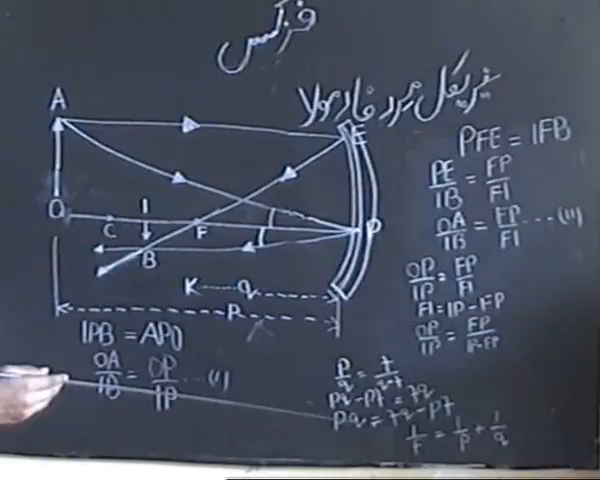 فزکس
سفیریکل میرر فارمولا
A
E
O
C
I
F
B
P
K---q---
P
PFE = IFB
PE/IB = FP/FI
OA/IB = FP/FI ----(II)
OP/IP = FP/FI
FI = IP - FP
OP/IP = FP/IP-FP
IPB = APO
OA/IB = OP/IP ---(I)
P/q = f/q-f
pq - pf = fq
pq = fq - pf
1/F = 1/P + 1/q